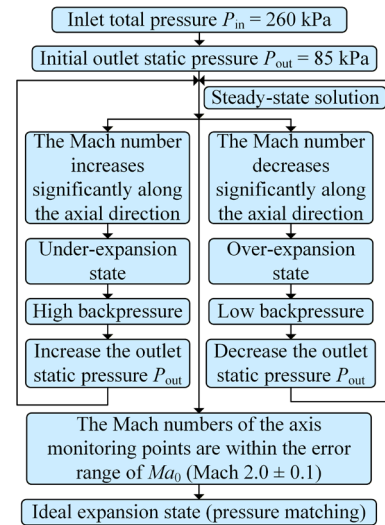 Inlet total pressure Pin = 260 kPa
Initial outlet static pressure Pout = 85 kPa
Steady-state solution
The Mach number
increases
significantly along
the axial direction
Under-expansion
state
High backpressure
Increase the outlet
static pressure Pout
The Mach number
decreases
significantly along
the axial direction
Over-expansion
state
Low backpressure
Decrease the outlet
static pressure Pout
The Mach numbers of the axis
monitoring points are within the error
range of Ma0 (Mach 2.0 ± 0.1)
Ideal expansion state (pressure matching)